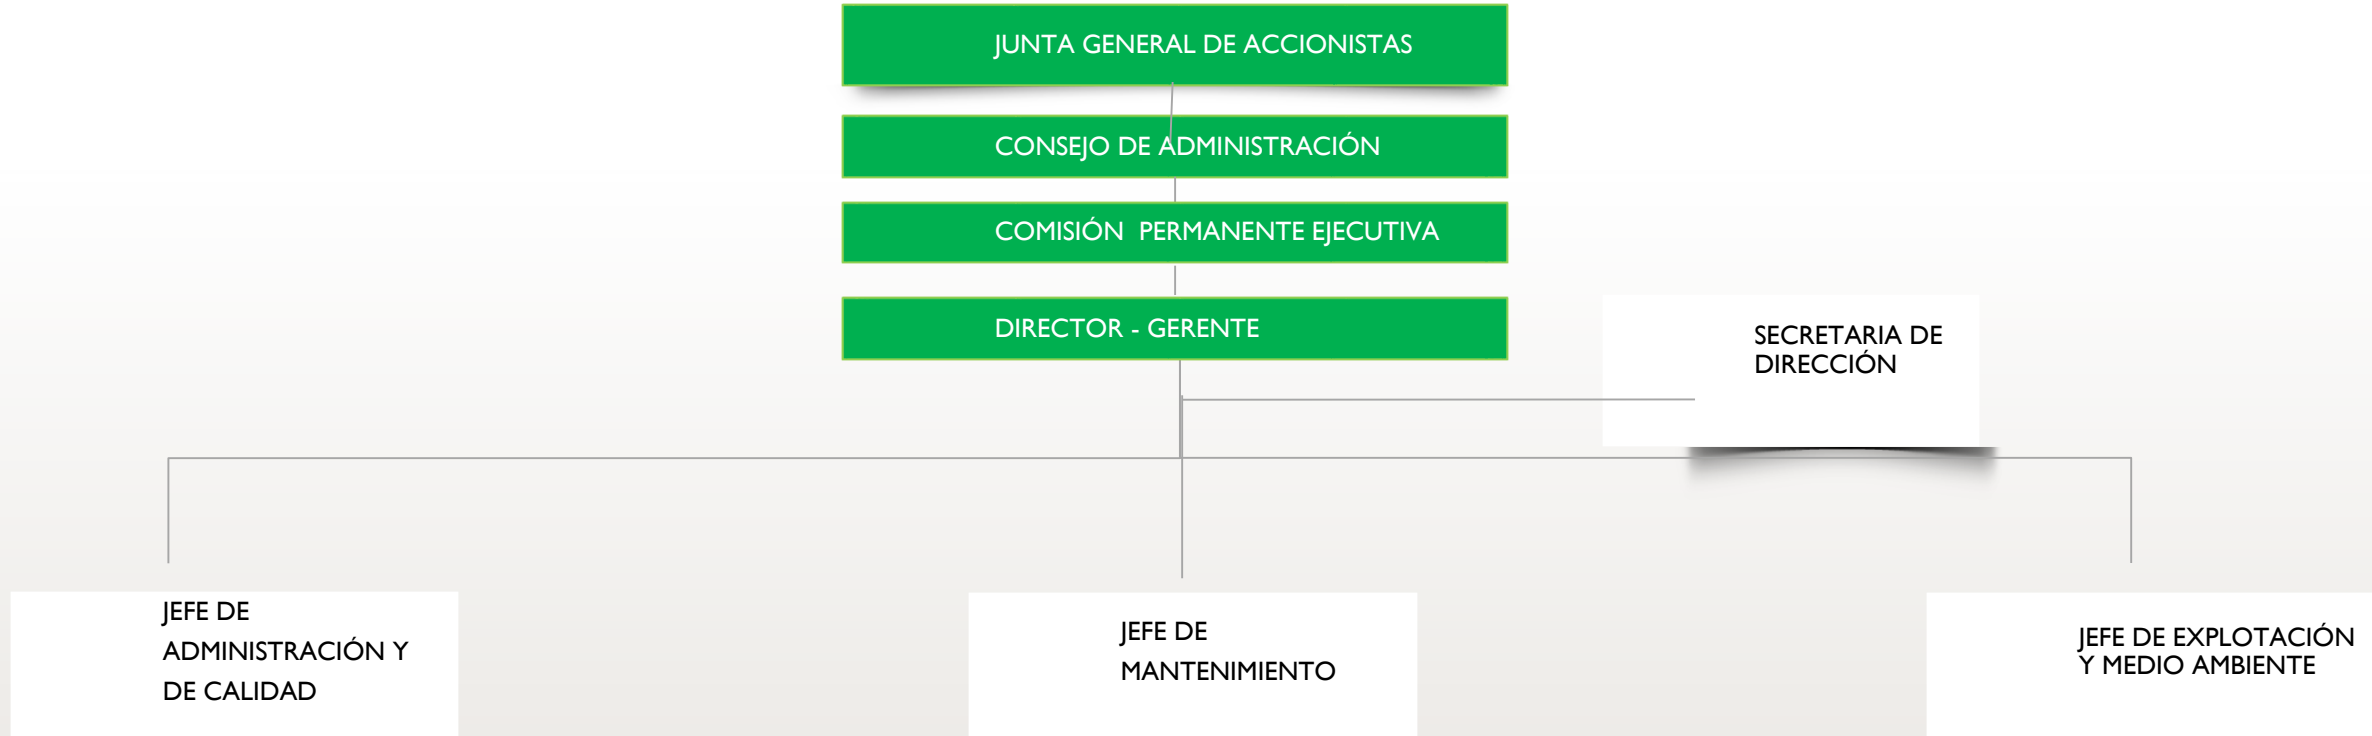 JUNTA GENERAL DE ACCIONISTAS
CONSEJO DE ADMINISTRACIÓN
COMISIÓN PERMANENTE EJECUTIVA
DIRECTOR - GERENTE
SECRETARIA DE
DIRECCIÓN
JEFE DE
ADMINISTRACIÓN Y
DE CALIDAD
JEFE DE
MANTENIMIENTO
JEFE DE EXPLOTACIÓN
Y MEDIO AMBIENTE